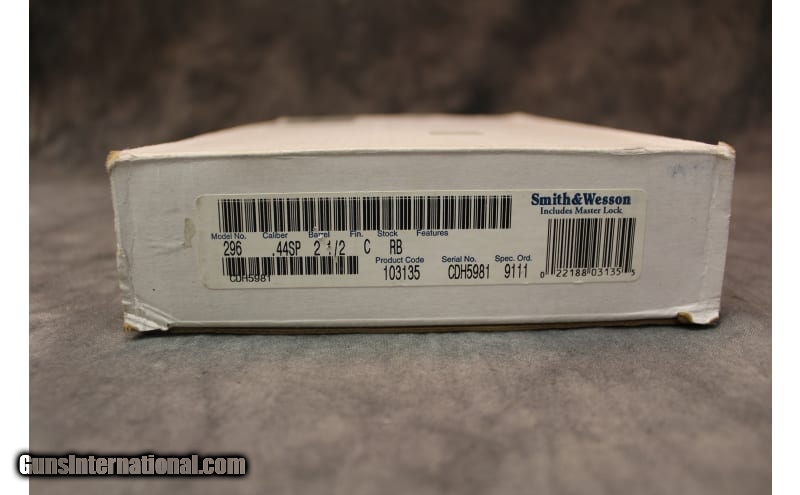 Smith&Wesson
Includes Master Lock
Model No. Caliber Barrel Fin. Stock Features
296 .44SP 2 1/2 C RB
Product Code Serial No. Spec. Ord.
103135 CDH5981 9111
CDH5981
0 22188 03135 5
GunsInternational.com